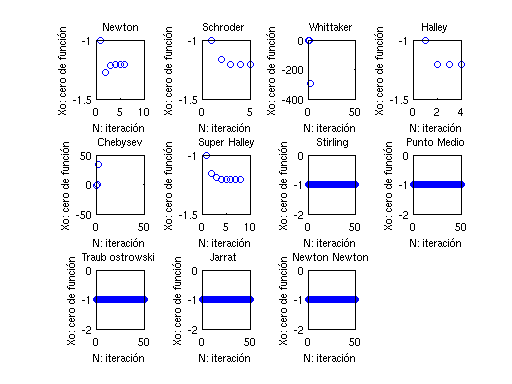 Newton
Schroder
Whittaker
Halley
Xo: cero de función
-1
-1.5
0
5
10
N: iteración
Xo: cero de función
-1
-1.5
0
5
N: iteración
Xo: cero de función
0
-200
-400
0
50
N: iteración
Xo: cero de función
-1
-1.5
0
2
4
N: iteración
Chebysev
Super Halley
Stirling
Punto Medio
Xo: cero de función
50
0
-50
0
50
N: iteración
Xo: cero de función
-1
-1.5
0
5
10
N: iteración
Xo: cero de función
0
-1
-2
0
50
N: iteración
Xo: cero de función
0
-1
-2
0
50
N: iteración
Traub ostrowski
Jarrat
Newton Newton
Xo: cero de función
0
-1
-2
0
50
N: iteración
Xo: cero de función
0
-1
-2
0
50
N: iteración
Xo: cero de función
0
-1
-2
0
50
N: iteración